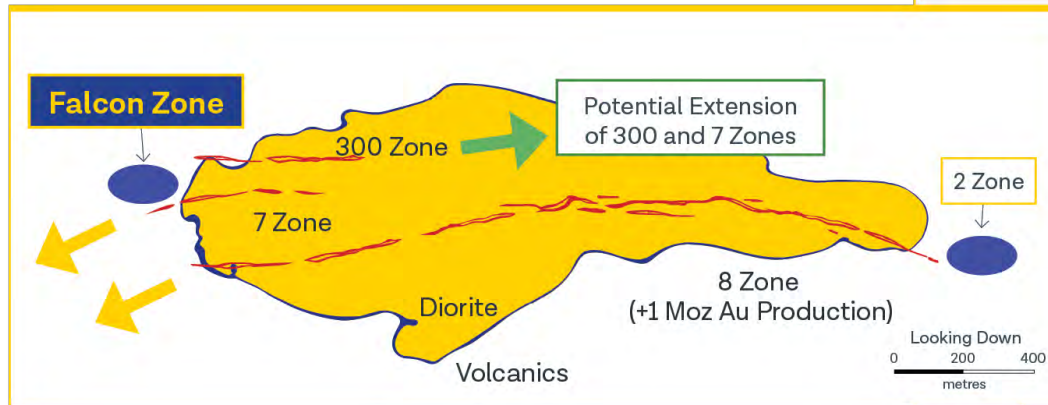 Falcon Zone
300 Zone
Potential Extension
of 300 and 7 Zones
2 Zone
7 Zone
8 Zone
(+1 Moz Au Production)
Diorite
Volcanics
Looking Down
0 200 400
metres